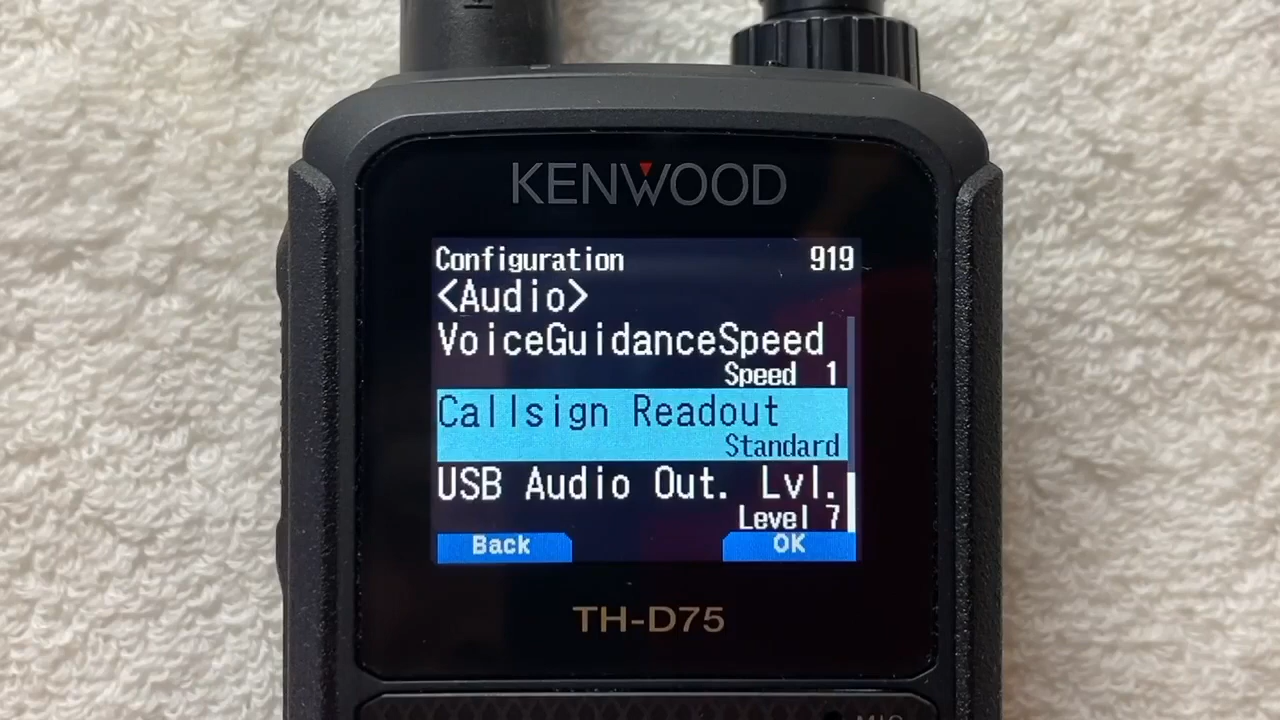 KENWOOD
Configuration 919
<Audio>
VoiceGuidanceSpeed
Speed 1
Callsign Readout
Standard
USB Audio Out. Lvl.
Level 7
Back OK
TH-D75
MIC